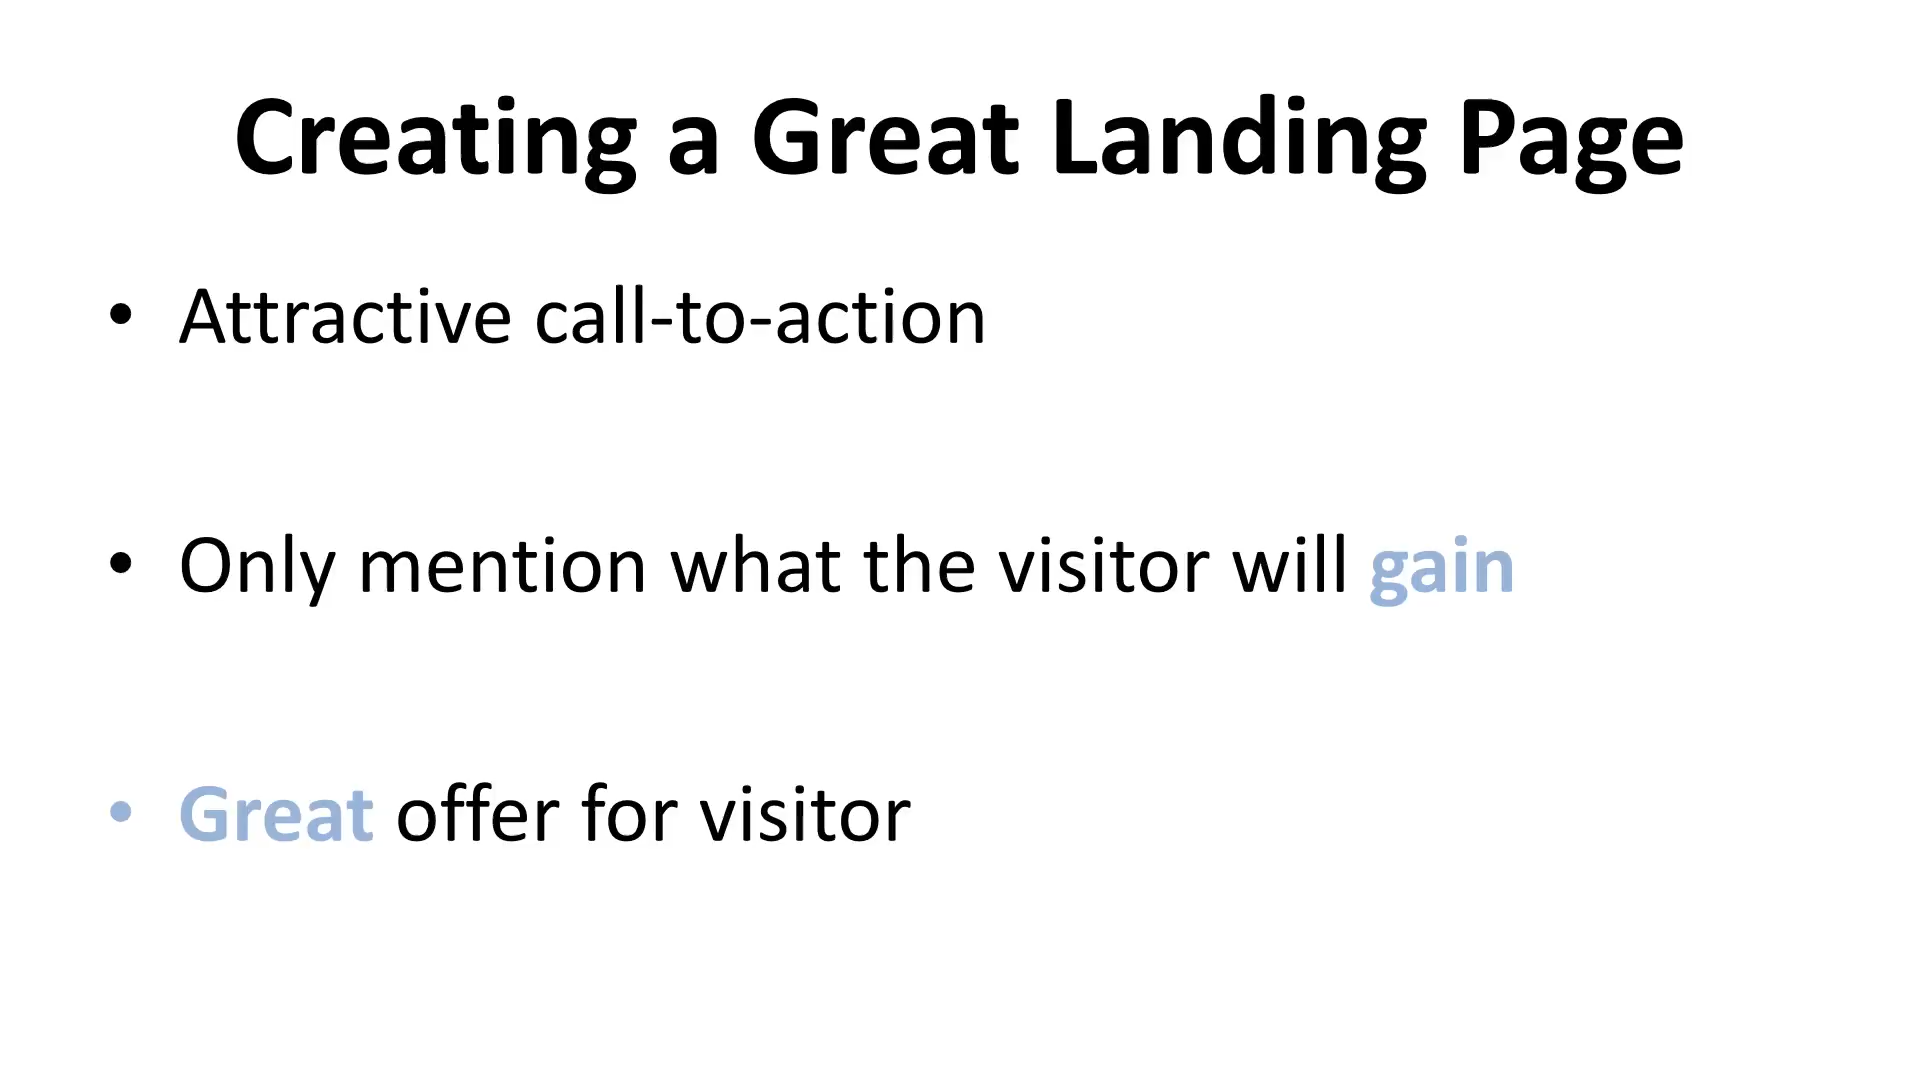 Creating a Great Landing Page
• Attractive call-to-action
• Only mention what the visitor will gain
• Great offer for visitor